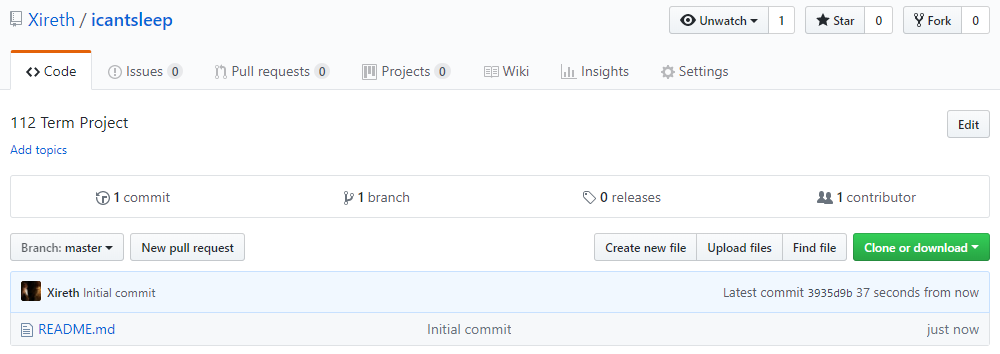 Xireth / icantsleep Unwatch 1 Star 0 Fork 0
Code Issues 0 Pull requests 0 Projects 0 Wiki Insights Settings
112 Term Project Edit
Add topics
1 commit 1 branch 0 releases 1 contributor
Branch: master New pull request Create new file Upload files Find file Clone or download
Xireth Initial commit Latest commit 3935d9b 37 seconds from now
README.md Initial commit just now